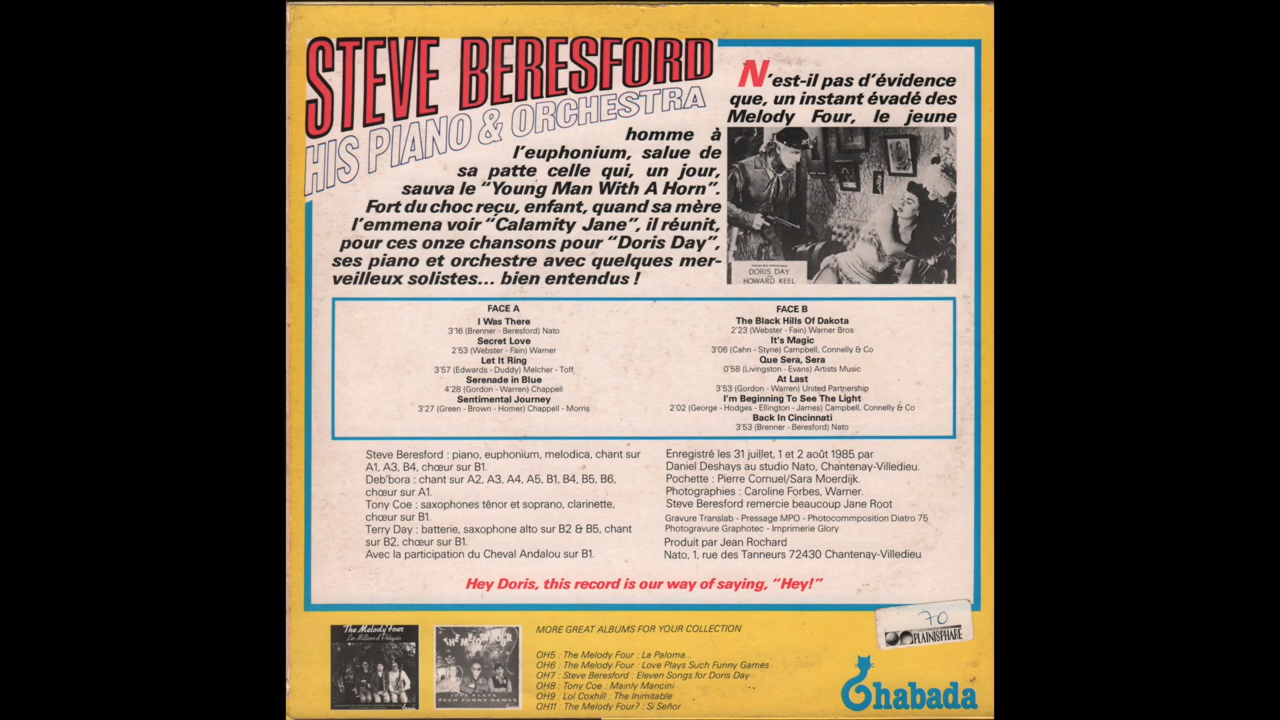 STEVE BERESFORD
HIS PIANO & ORCHESTRA
N'est-il pas d'évidence
que, un instant évadé des
Melody Four, le jeune
homme à
l'euphonium, salue de
sa patte celle qui, un jour,
sauva le "Young Man With A Horn".
Fort du choc reçu, enfant, quand sa mère
l'emmena voir "Calamity Jane", il réunit,
pour ces onze chansons pour "Doris Day",
ses piano et orchestre avec quelques mer-
veilleux solistes... bien entendus !
DORIS DAY
HOWARD KEEL
FACE A
I Was There
3'16 (Brenner - Beresford) Nato
Secret Love
2'53 (Webster - Fain) Warner
Let It Ring
3'57 (Edwards - Duddy) Melcher - Toff
Serenade in Blue
4'28 (Gordon - Warren) Chappell
Sentimental Journey
3'27 (Green - Brown - Homer) Chappell - Morris
FACE B
The Black Hills Of Dakota
2'23 (Webster - Fain) Warner Bros
It's Magic
3'06 (Cahn - Styne) Campbell, Connelly & Co
Que Sera, Sera
0'58 (Livingston - Evans) Artists Music
At Last
3'53 (Gordon - Warren) United Partnership
I'm Beginning To See The Light
2'02 (George - Hodges - Ellington - James) Campbell, Connelly & Co
Back In Cincinnati
3'53 (Brenner - Beresford) Nato
Steve Beresford : piano, euphonium, melodica, chant sur
A1, A3, B4, chœur sur B1.
Deb'bora : chant sur A2, A3, A4, A5, B1, B4, B5, B6,
chœur sur A1.
Tony Coe : saxophones ténor et soprano, clarinette,
chœur sur B1.
Terry Day : batterie, saxophone alto sur B2 & B5, chant
sur B2, chœur sur B1.
Avec la participation du Cheval Andalou sur B1.
Enregistré les 31 juillet, 1 et 2 août 1985 par
Daniel Deshays au studio Nato, Chantenay-Villedieu.
Pochette : Pierre Cornuel/Sara Moerdijk.
Photographies : Caroline Forbes, Warner.
Steve Beresford remercie beaucoup Jane Root
Gravure Translab - Pressage MPO - Photocommposition Diatro 75
Photogravure Graphotec - Imprimerie Glory
Produit par Jean Rochard
Nato, 1, rue des Tanneurs 72430 Chantenay-Villedieu
Hey Doris, this record is our way of saying, "Hey!"
70
PLAINISPHARE
The Melody Four
THE MELODY FOUR
LOVE PLAYS
SUCH FUNNY GAMES
MORE GREAT ALBUMS FOR YOUR COLLECTION
OH5 : The Melody Four : La Paloma...
OH6 : The Melody Four : Love Plays Such Funny Games
OH7 : Steve Beresford : Eleven Songs for Doris Day
OH8 : Tony Coe : Mainly Mancini
OH9 : Lol Coxhill : The Inimitable
OH11 : The Melody Four? : Si Señor
Chabada